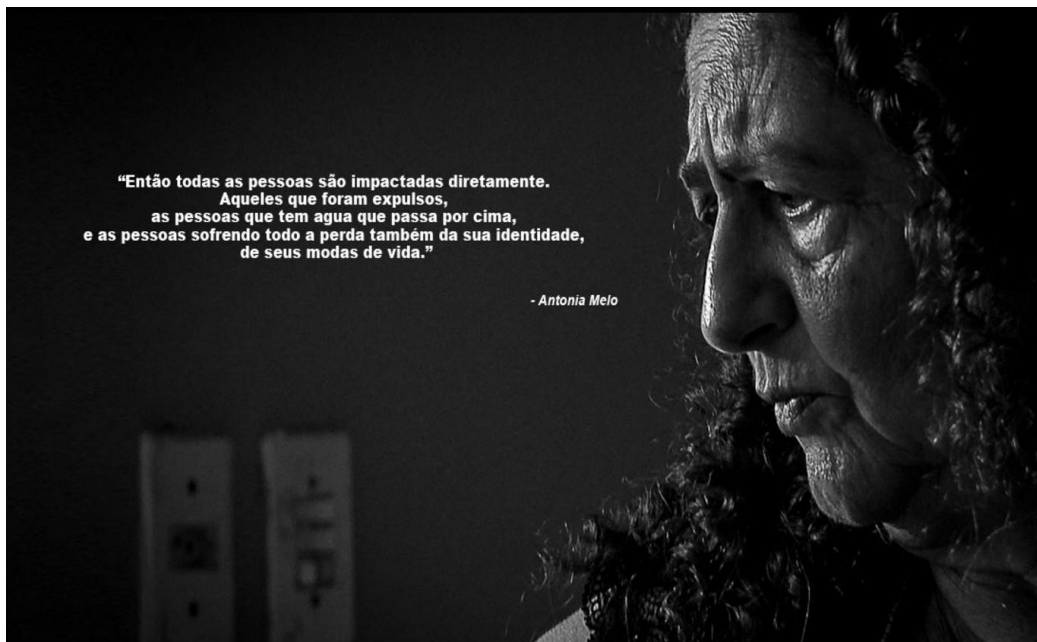 “Então todas as pessoas são impactadas diretamente.
Aqueles que foram expulsos,
as pessoas que tem agua que passa por cima,
e as pessoas sofrendo todo a perda também da sua identidade,
de seus modas de vida.”
- Antonia Melo